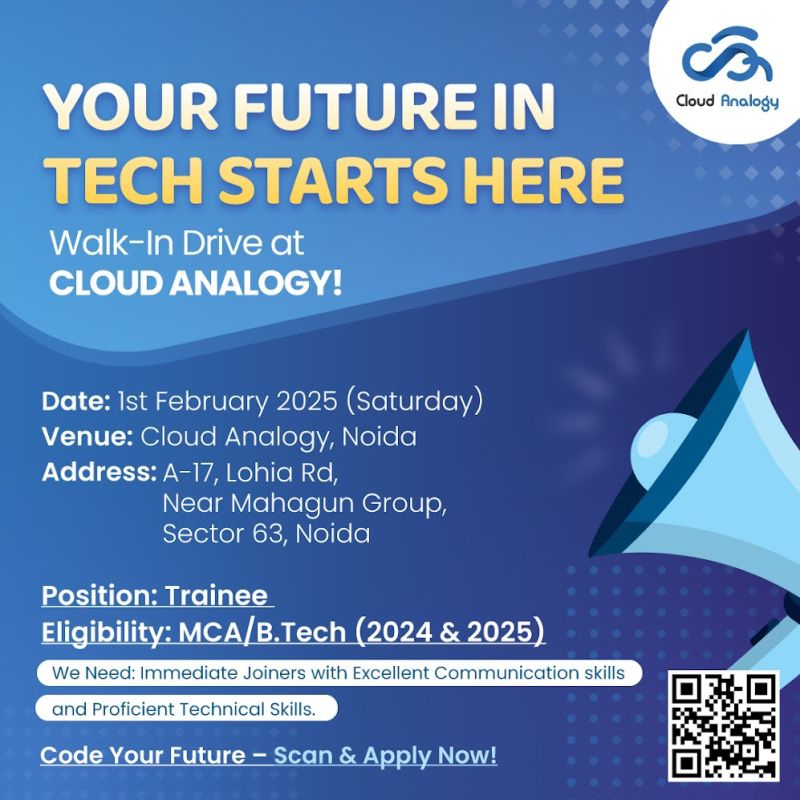 Cloud Analogy
YOUR FUTURE IN
TECH STARTS HERE
Walk-In Drive at
CLOUD ANALOGY!
Date: 1st February 2025 (Saturday)
Venue: Cloud Analogy, Noida
Address: A-17, Lohia Rd,
Near Mahagun Group,
Sector 63, Noida
Position: Trainee
Eligibility: MCA/B.Tech (2024 & 2025)
We Need: Immediate Joiners with Excellent Communication skills
and Proficient Technical Skills.
Code Your Future – Scan & Apply Now!